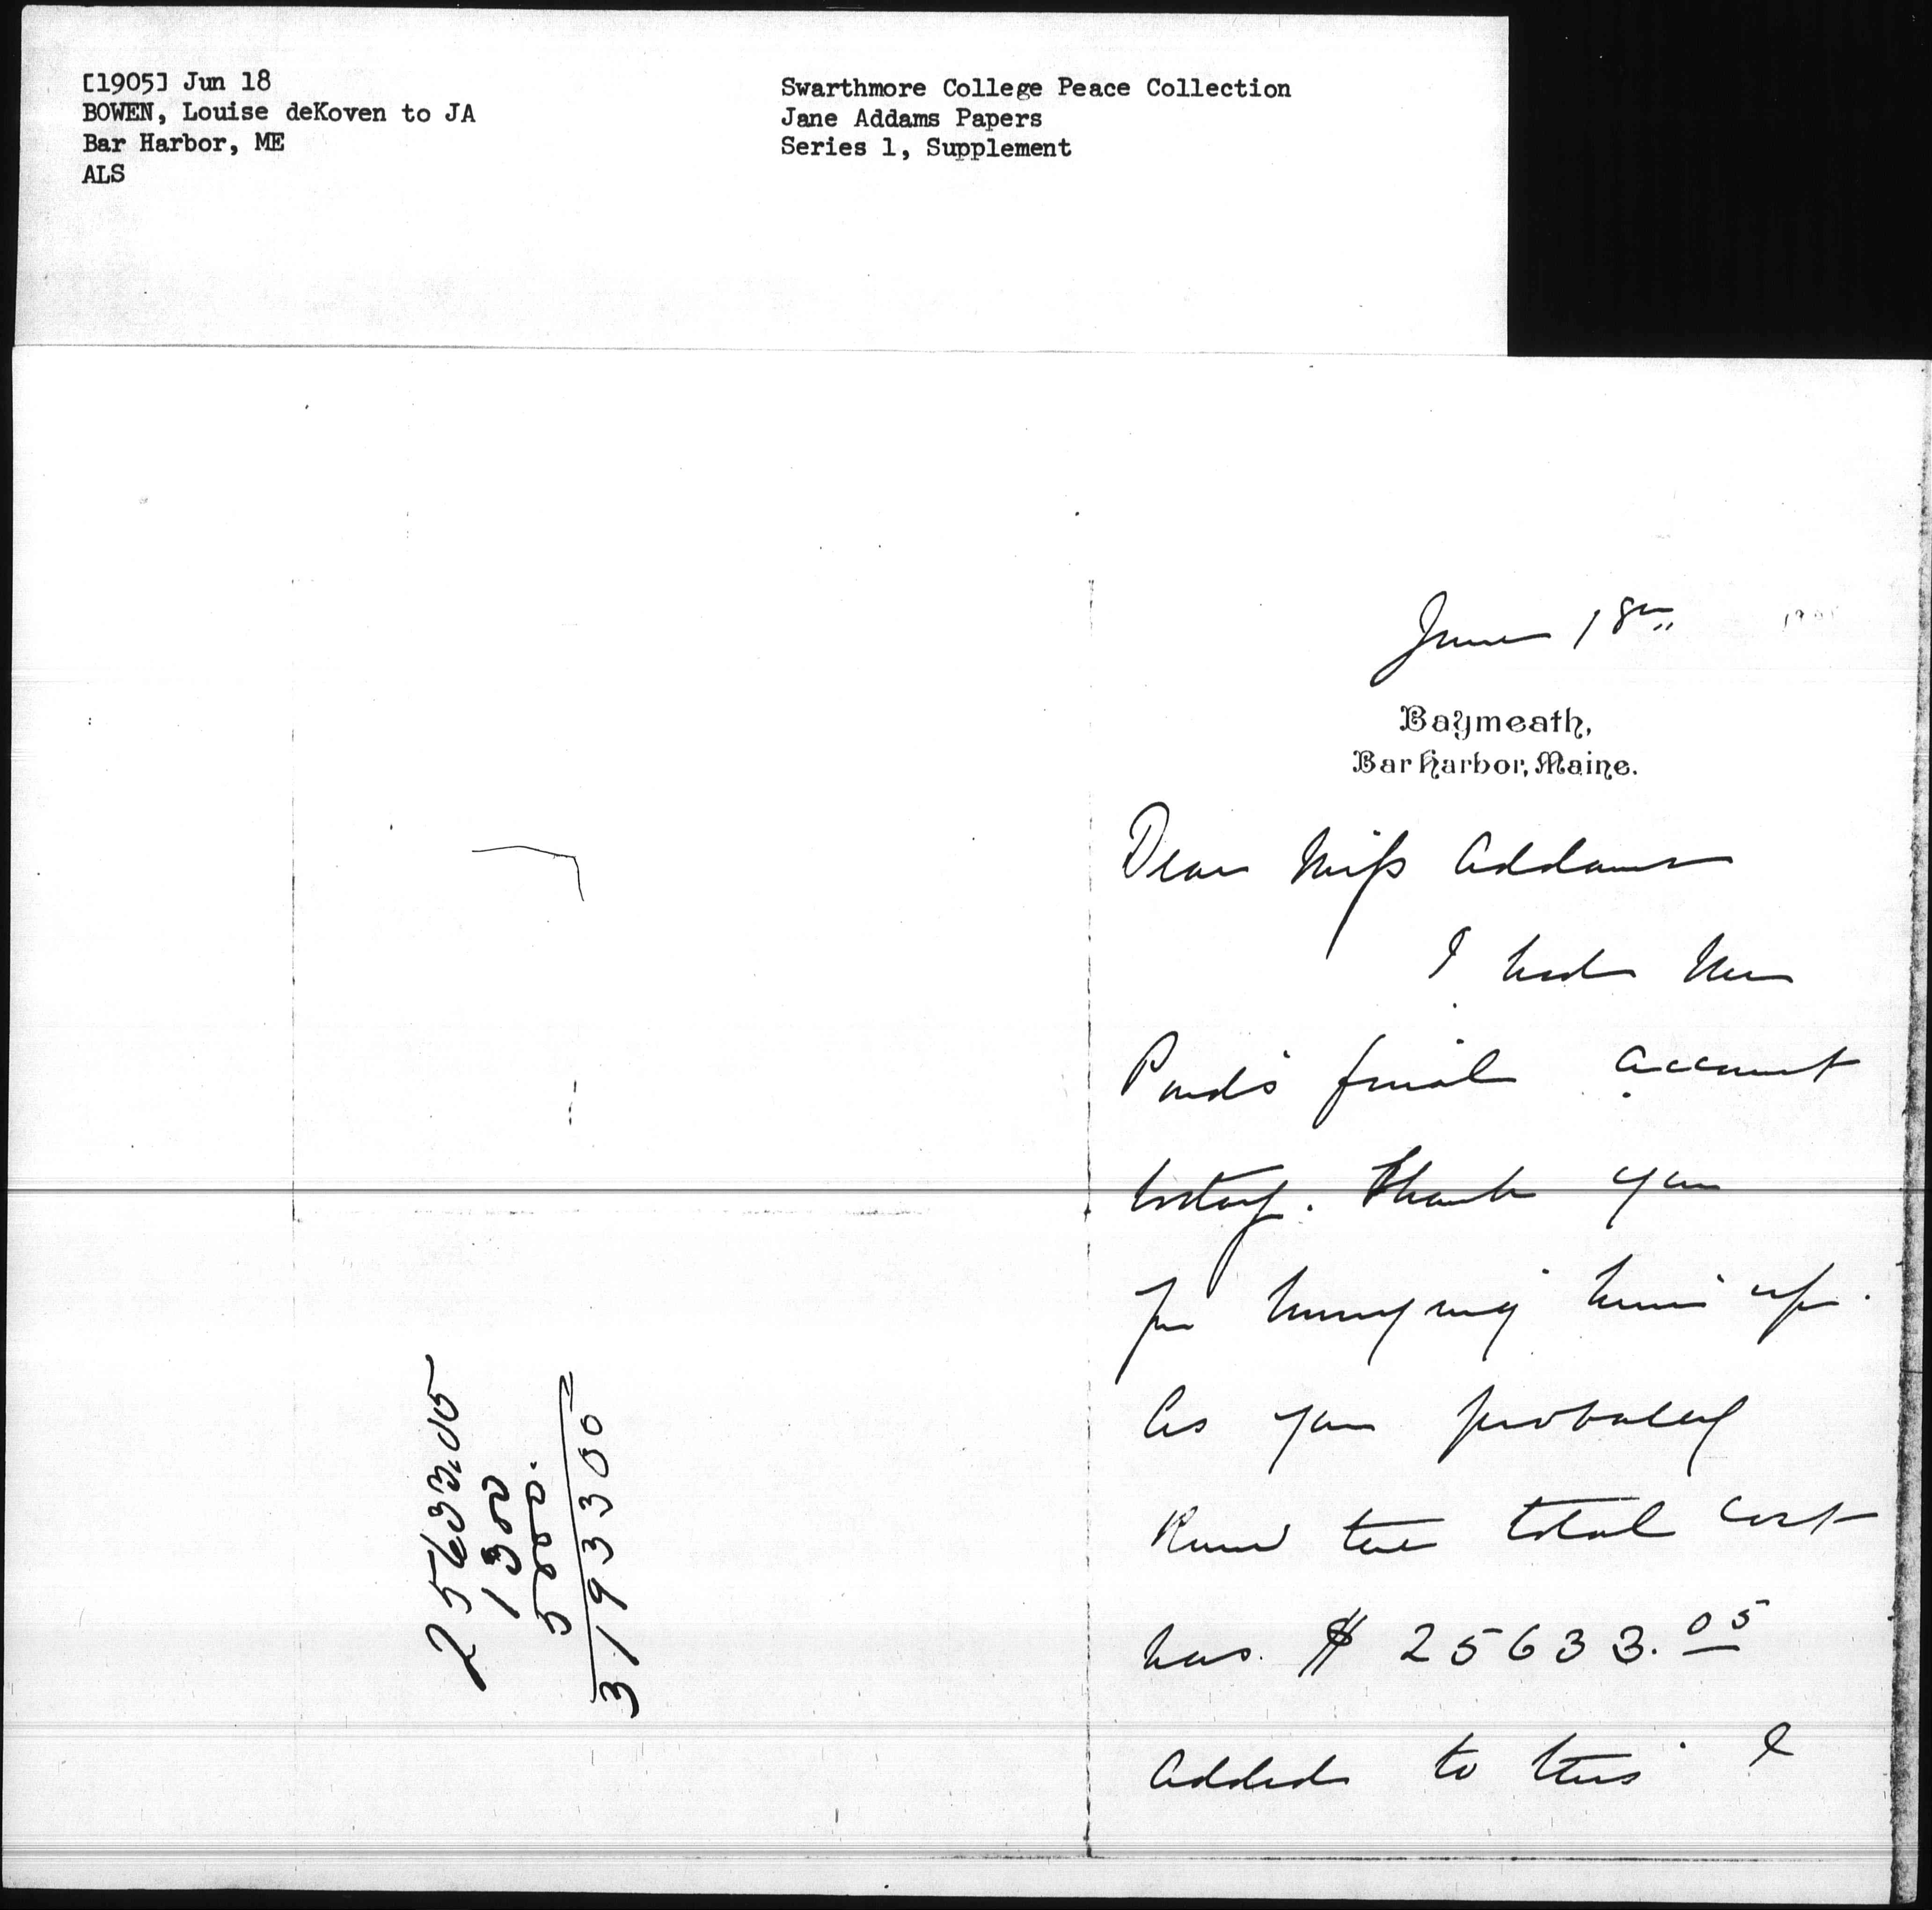 [1905] Jun 18
BOWEN, Louise deKoven to JA
Bar Harbor, ME
ALS
Swarthmore College Peace Collection
Jane Addams Papers
Series 1, Supplement
June 18th
Baymeath,
Bar Harbor, Maine.
Dear Miss Addams
I had Mr
Pond's final account
today. Thank you
for hurrying him up.
As you probably
know the total cost
was $ 25633.05
Added to this I
25633.05
1300
5000.
3193305